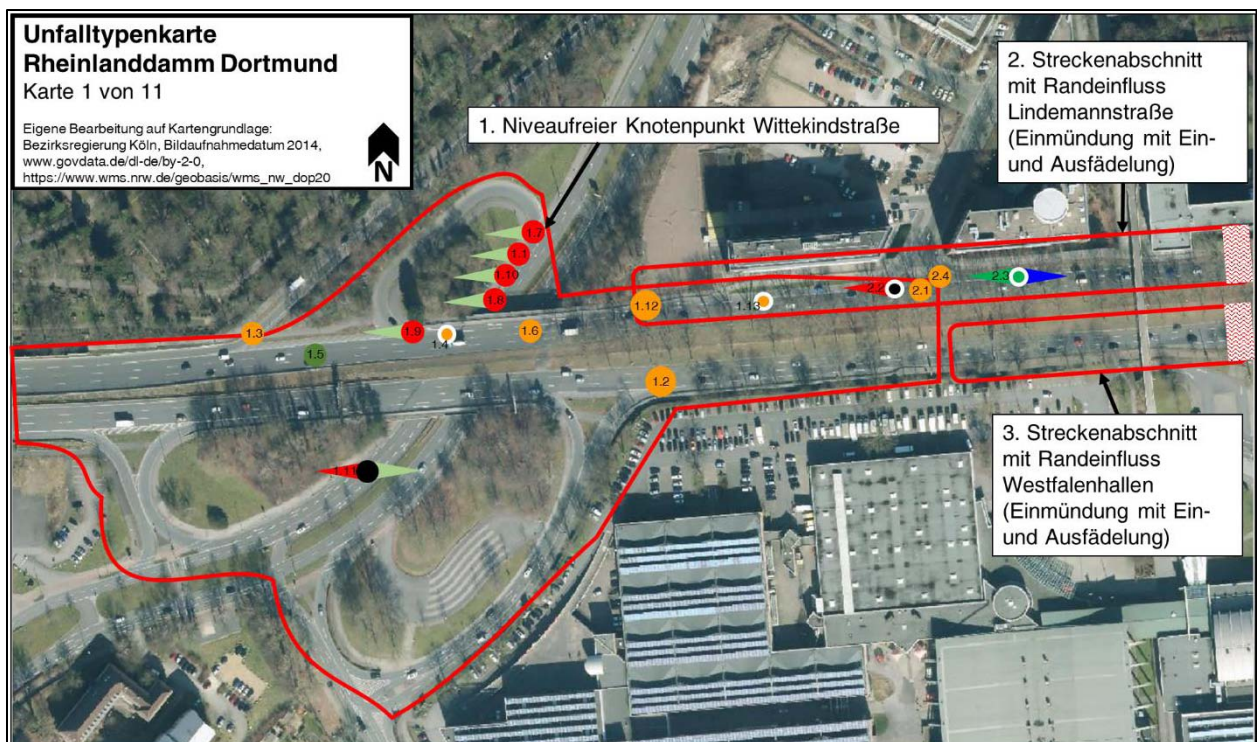 Unfalltypenkarte
Rheinlanddamm Dortmund
Karte 1 von 11
Eigene Bearbeitung auf Kartengrundlage:
Bezirksregierung Köln, Bildaufnahmedatum 2014,
www.govdata.de/dl-de/by-2-0,
https://www.wms.nrw.de/geobasis/wms_nw_dop20
N
1. Niveaufreier Knotenpunkt Wittekindstraße
2. Streckenabschnitt
mit Randeinfluss
Lindemannstraße
(Einmündung mit Ein-
und Ausfädelung)
1.7
1.1
1.10
1.8
1.3
1.5
1.9
1.4
1.6
1.12
1.13
2.2
2.1
2.4
2.3
1.2
1.11
3. Streckenabschnitt
mit Randeinfluss
Westfalenhallen
(Einmündung mit Ein-
und Ausfädelung)